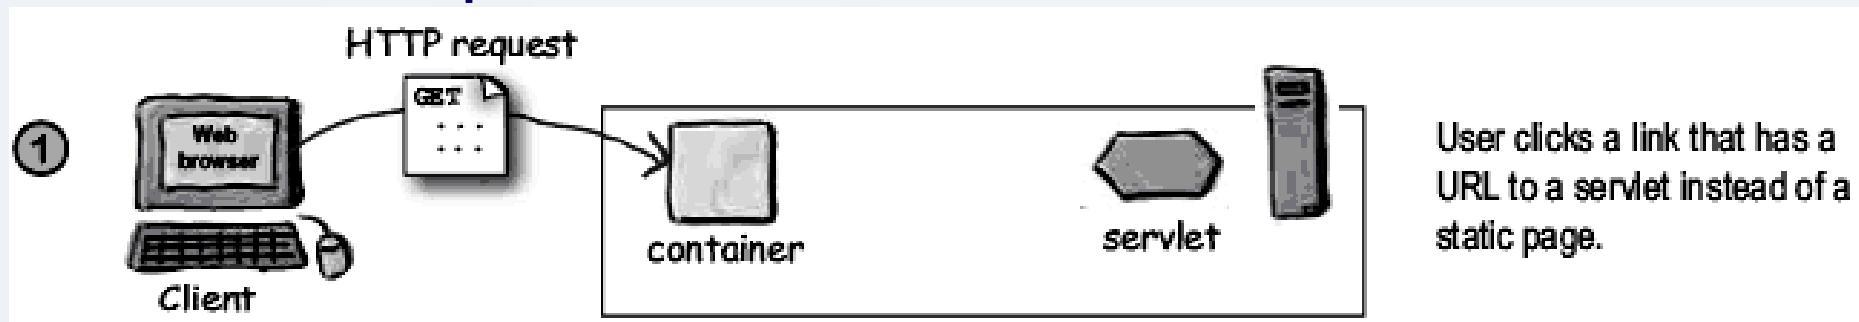 HTTP request
GET
1
Web
browser
container
servlet
Client
User clicks a link that has a
URL to a servlet instead of a
static page.